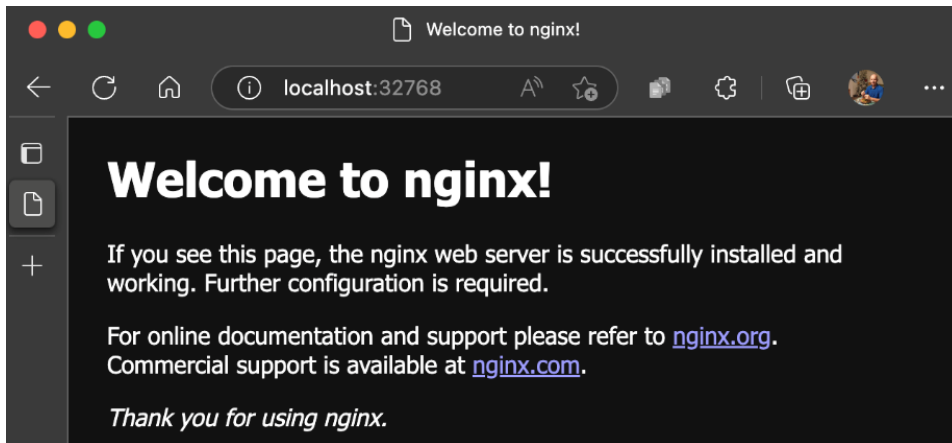 Welcome to nginx!
localhost:32768
Welcome to nginx!
If you see this page, the nginx web server is successfully installed and
working. Further configuration is required.
For online documentation and support please refer to nginx.org.
Commercial support is available at nginx.com.
Thank you for using nginx.